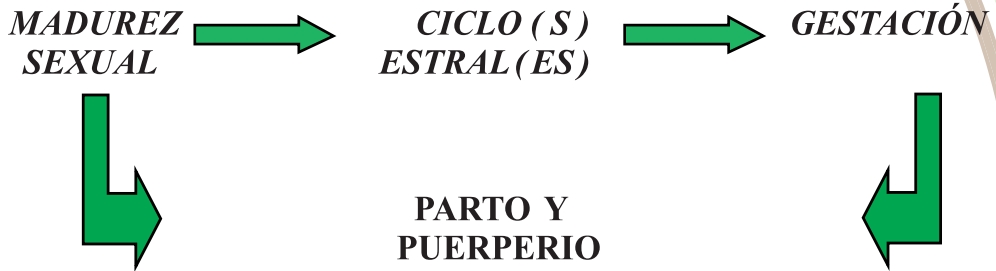 MADUREZ
SEXUAL
CICLO ( S )
ESTRAL ( ES )
GESTACIÓN
PARTO Y
PUERPERIO